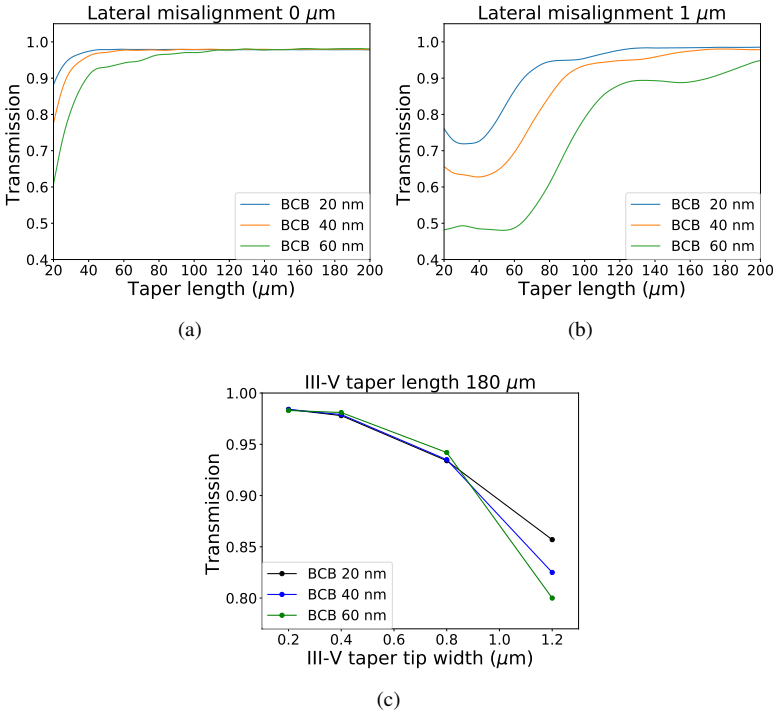 Lateral misalignment 0 μm
Transmission
1.0
0.9
0.8
0.7
0.6
0.5
0.4
BCB 20 nm
BCB 40 nm
BCB 60 nm
20 40 60 80 100 120 140 160 180 200
Taper length (μm)
(a)
Lateral misalignment 1 μm
Transmission
1.0
0.9
0.8
0.7
0.6
0.5
0.4
BCB 20 nm
BCB 40 nm
BCB 60 nm
20 40 60 80 100 120 140 160 180 200
Taper length (μm)
(b)
III-V taper length 180 μm
Transmission
1.00
0.95
0.90
0.85
0.80
BCB 20 nm
BCB 40 nm
BCB 60 nm
0.2 0.4 0.6 0.8 1.0 1.2
III-V taper tip width (μm)
(c)